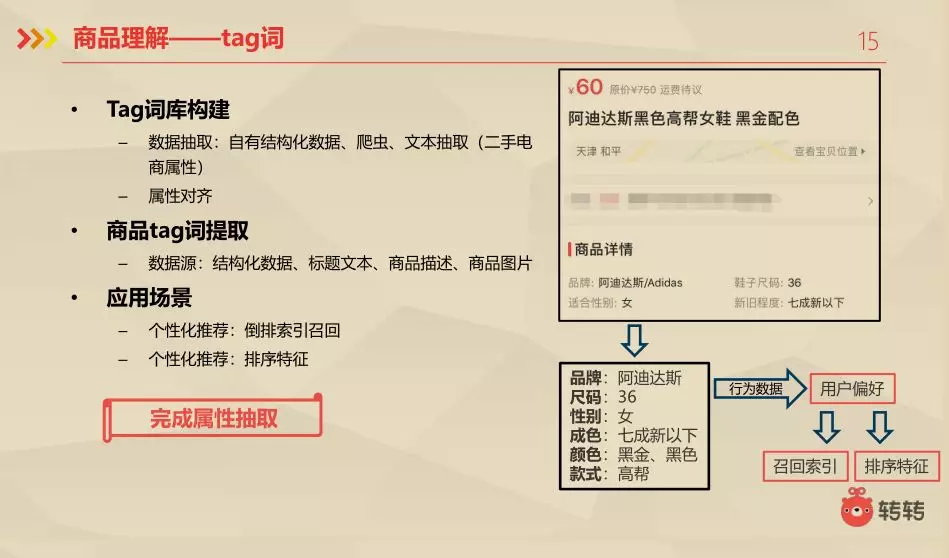 商品理解——tag词
15
• Tag词库构建
– 数据抽取：自有结构化数据、爬虫、文本抽取（二手电
商属性）
– 属性对齐
• 商品tag词提取
– 数据源：结构化数据、标题文本、商品描述、商品图片
• 应用场景
– 个性化推荐：倒排索引召回
– 个性化推荐：排序特征
完成属性抽取
¥60 原价¥750 运费待议
阿迪达斯黑色高帮女鞋 黑金配色
天津 和平 查看宝贝位置
商品详情
品牌: 阿迪达斯/Adidas 鞋子尺码: 36
适合性别: 女 新旧程度: 七成新以下
品牌：阿迪达斯
尺码：36
性别：女
成色：七成新以下
颜色：黑金、黑色
款式：高帮
行为数据
用户偏好
召回索引 排序特征
转转